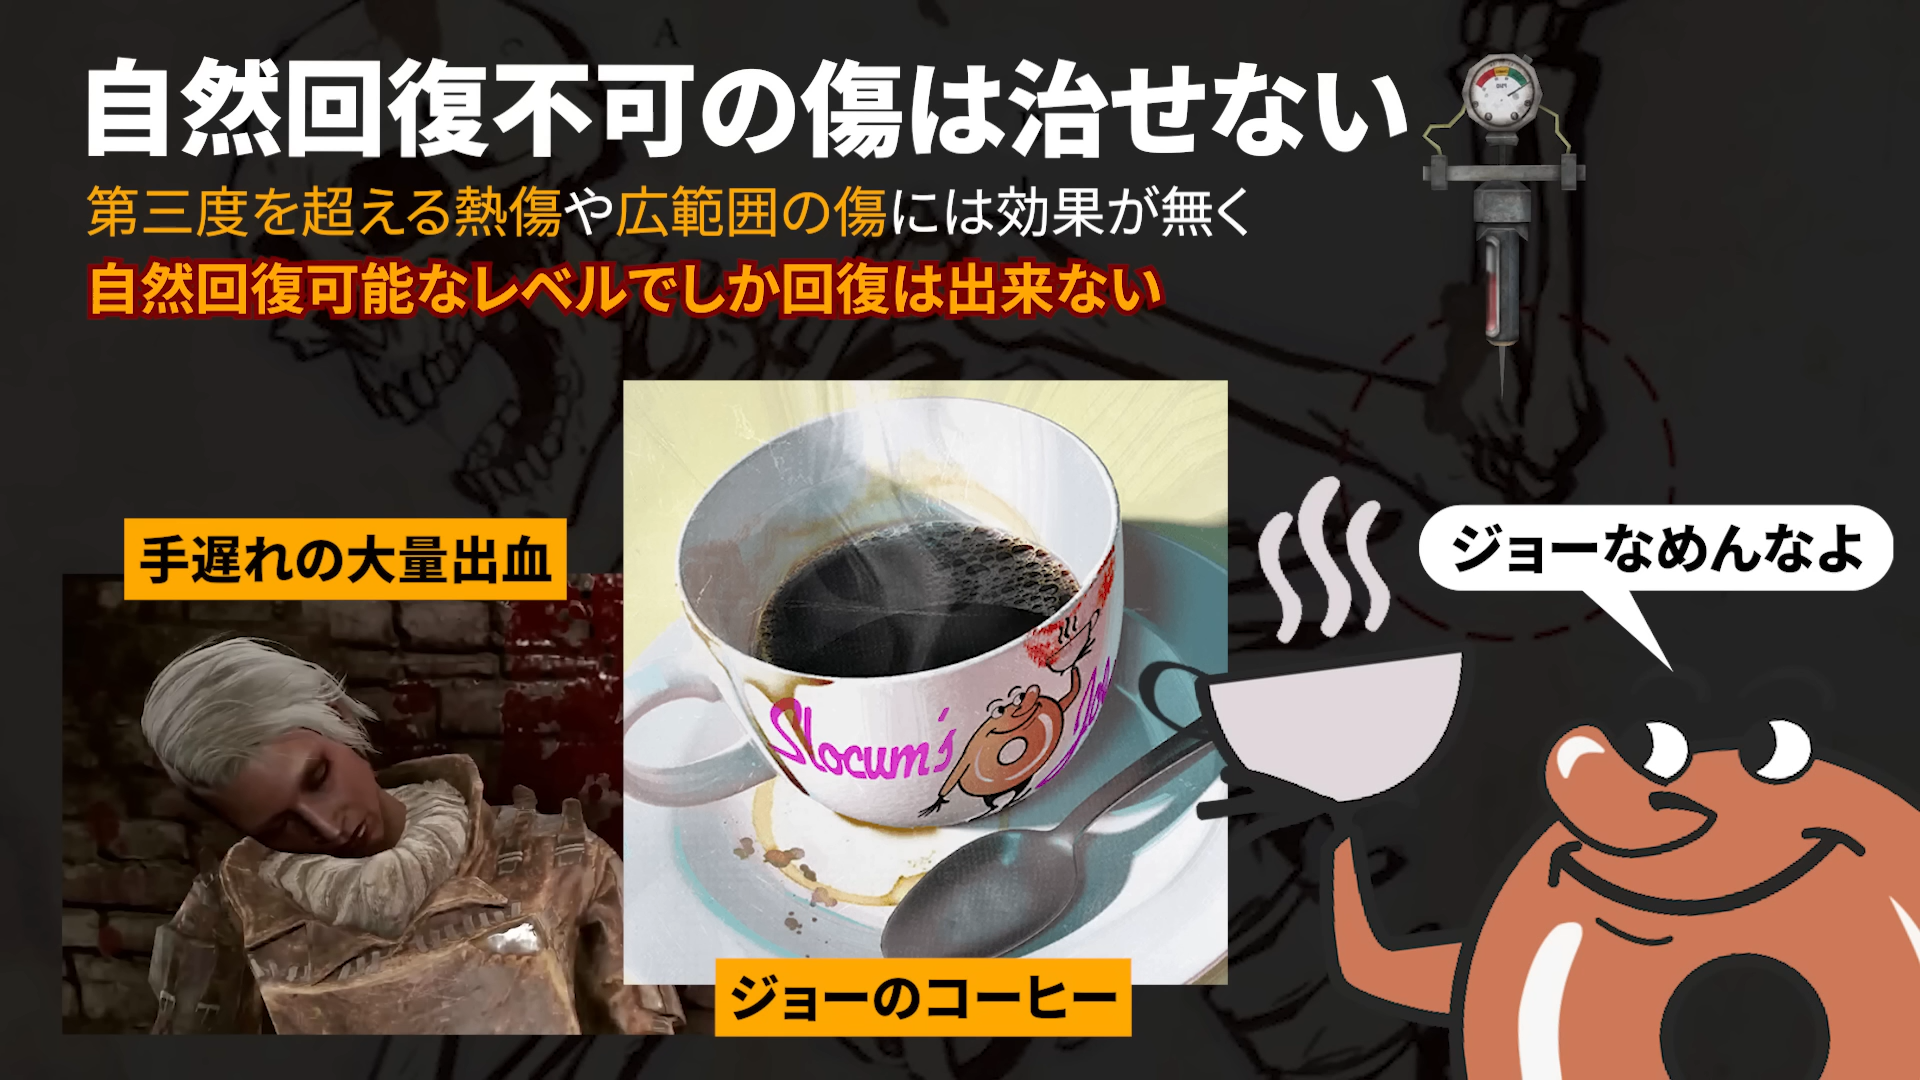 自然回復不可の傷は治せない
第三度を超える熱傷や広範囲の傷には効果が無く
自然回復可能なレベルでしか回復は出来ない
手遅れの大量出血
ジョーなめんなよ
Slocum's
ジョーのコーヒー